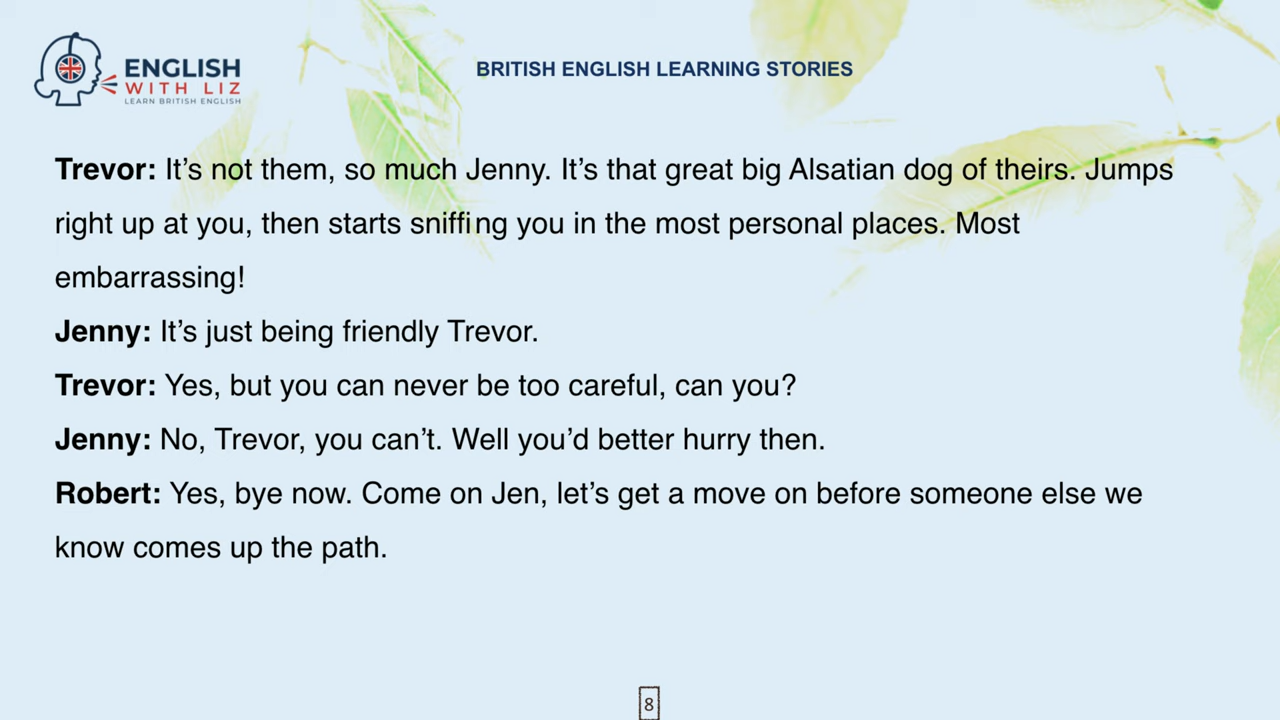 ENGLISH
WITH LIZ
LEARN BRITISH ENGLISH
BRITISH ENGLISH LEARNING STORIES
Trevor: It’s not them, so much Jenny. It’s that great big Alsatian dog of theirs. Jumps
right up at you, then starts sniffing you in the most personal places. Most
embarrassing!
Jenny: It’s just being friendly Trevor.
Trevor: Yes, but you can never be too careful, can you?
Jenny: No, Trevor, you can’t. Well you’d better hurry then.
Robert: Yes, bye now. Come on Jen, let’s get a move on before someone else we
know comes up the path.
8